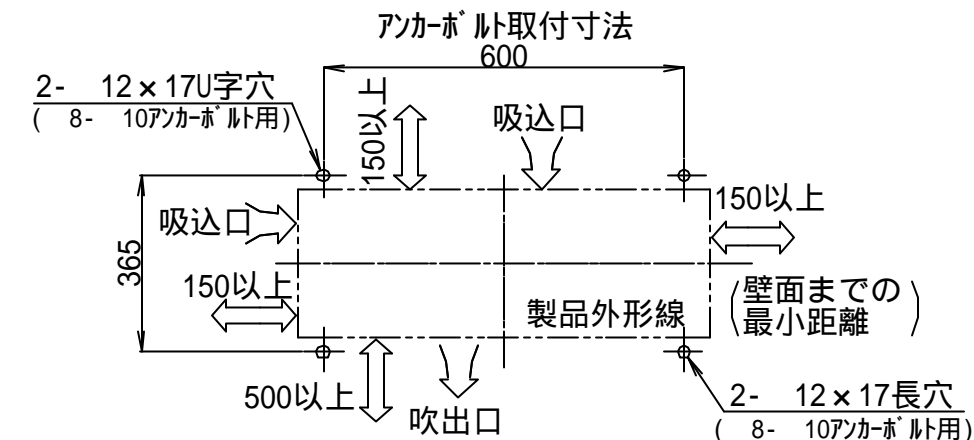 アンカーボルト取付寸法
600
2-　12×17U字穴
(　8-　10アンカーボルト用)
150以上
吸込口
150以上
吸込口
365
150以上
製品外形線
(壁面までの
最小距離)
500以上
吹出口
2-　12×17長穴
(　8-　10アンカーボルト用)